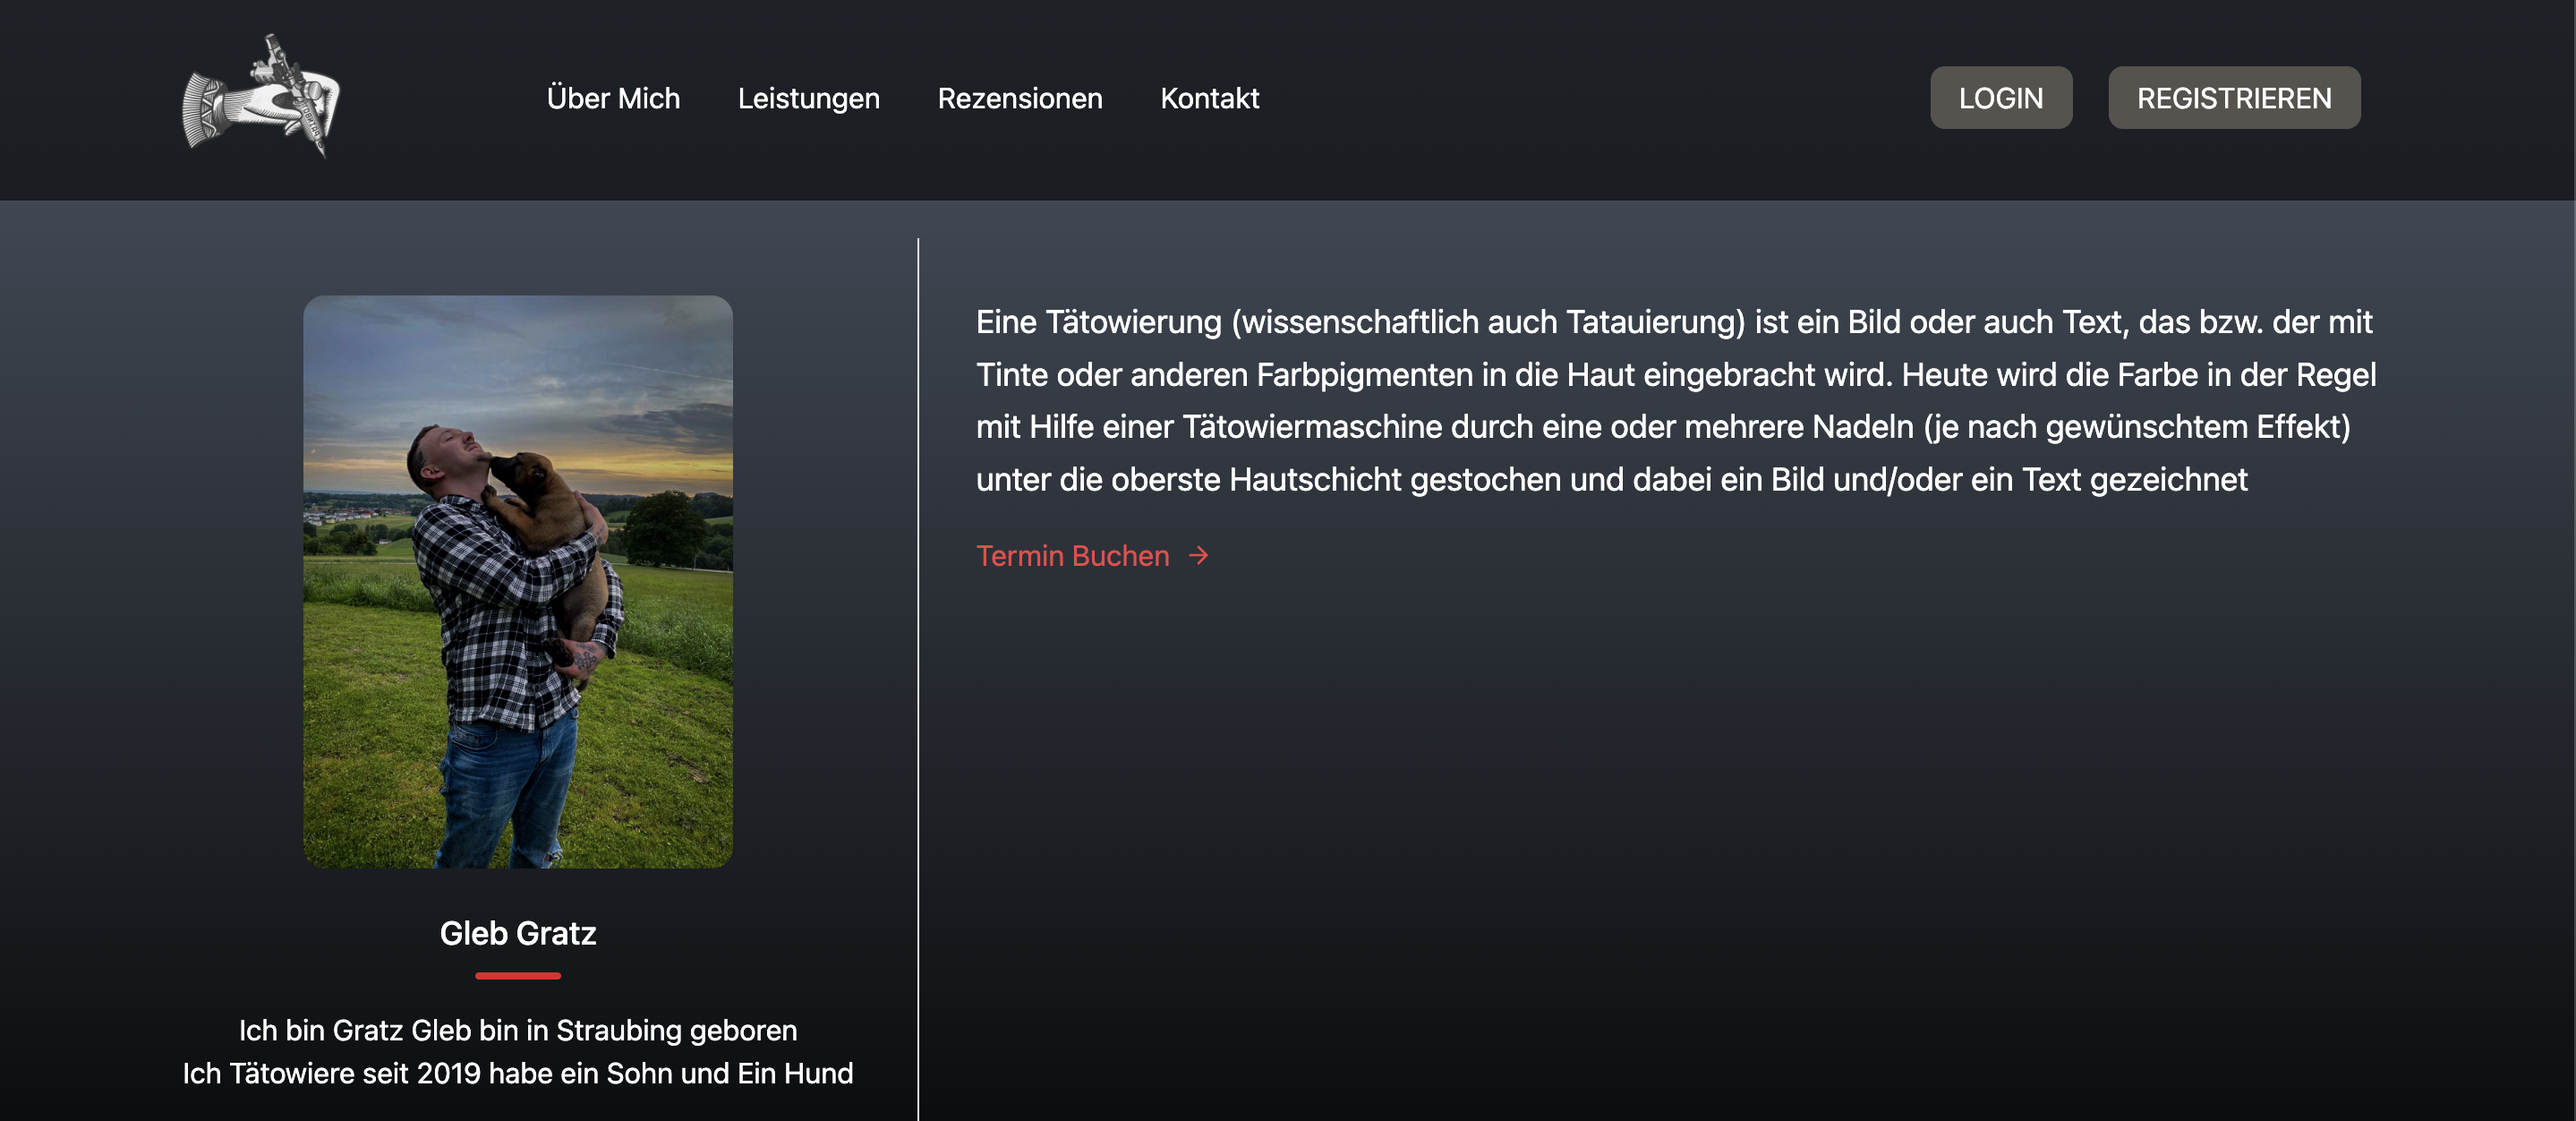 Über Mich Leistungen Rezensionen Kontakt LOGIN REGISTRIEREN
Eine Tätowierung (wissenschaftlich auch Tatauierung) ist ein Bild oder auch Text, das bzw. der mit
Tinte oder anderen Farbpigmenten in die Haut eingebracht wird. Heute wird die Farbe in der Regel
mit Hilfe einer Tätowiermaschine durch eine oder mehrere Nadeln (je nach gewünschtem Effekt)
unter die oberste Hautschicht gestochen und dabei ein Bild und/oder ein Text gezeichnet
Termin Buchen →
Gleb Gratz
Ich bin Gratz Gleb bin in Straubing geboren
Ich Tätowiere seit 2019 habe ein Sohn und Ein Hund